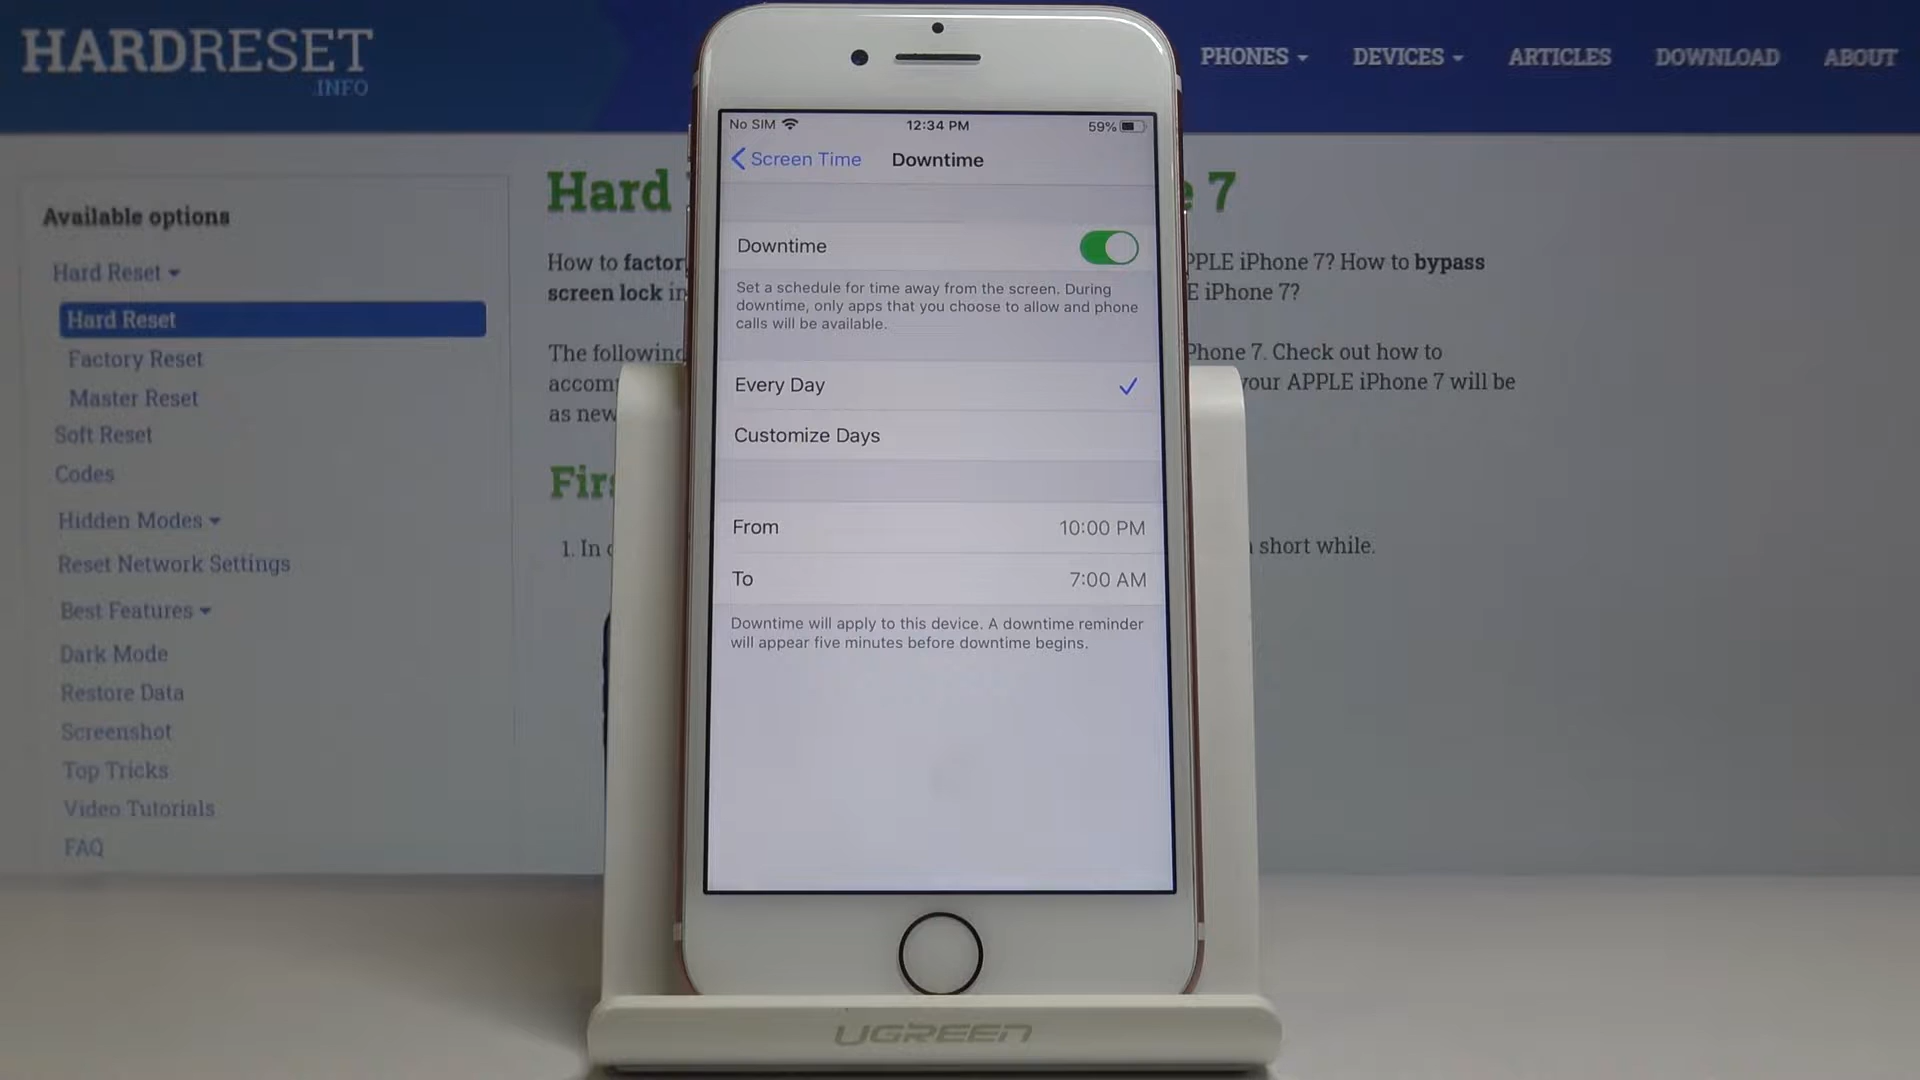 HARDRESET
.INFO
PHONES
DEVICES
ARTICLES
DOWNLOAD
ABOUT
Available options
Hard Reset
Hard Reset
Factory Reset
Master Reset
Soft Reset
Codes
Hidden Modes
Reset Network Settings
Best Features
Dark Mode
Restore Data
Screenshot
Top Tricks
Video Tutorials
FAQ
Hard
7
How to
iPhone 7? How to bypass
screen lock
iPhone 7?
The following
7. Check out how to
your APPLE iPhone 7 will be
as new
1. In
short while.
No SIM
12:34 PM
59%
Screen Time
Downtime
Downtime
Set a schedule for time away from the screen. During
downtime, only apps that you choose to allow and phone
calls will be available.
Every Day
Customize Days
From 10:00 PM
To 7:00 AM
Downtime will apply to this device. A downtime reminder
will appear five minutes before downtime begins.
UGREEN